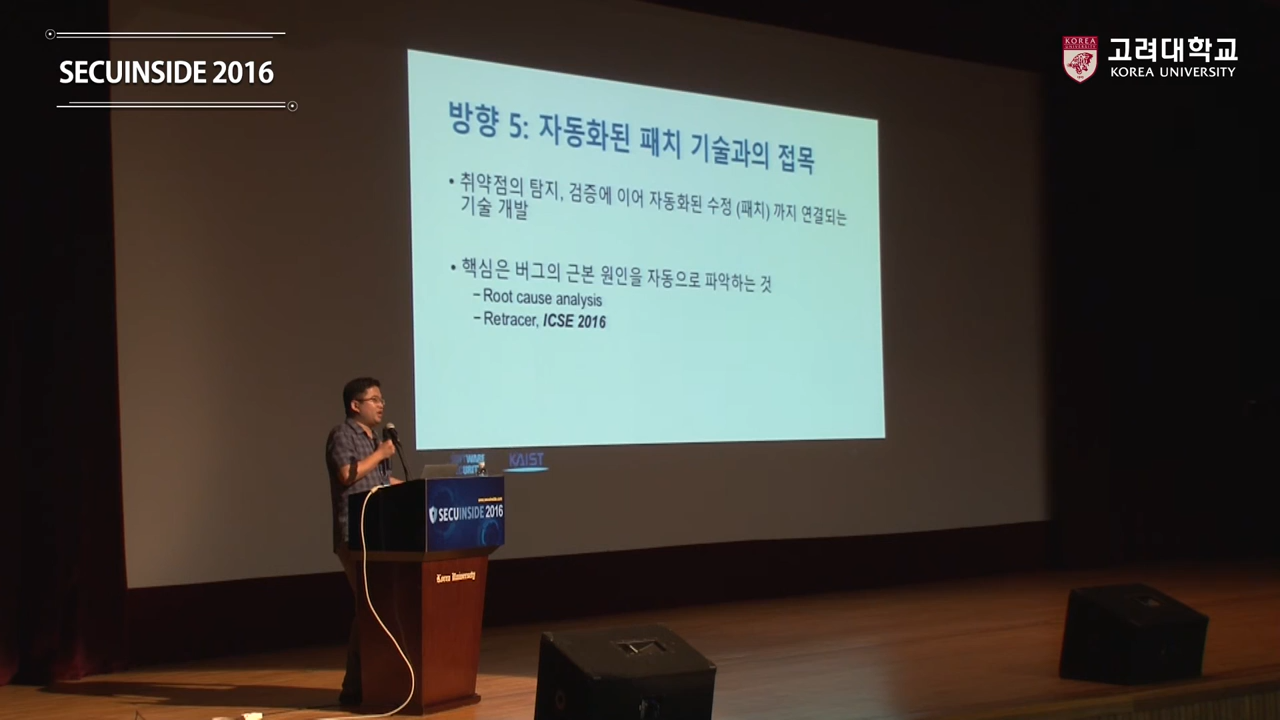 SECUINSIDE 2016
KOREA
UNIVERSITY
고려대학교
KOREA UNIVERSITY
방향 5: 자동화된 패치 기술과의 접목
• 취약점의 탐지, 검증에 이어 자동화된 수정 (패치) 까지 연결되는
기술 개발
• 핵심은 버그의 근본 원인을 자동으로 파악하는 것
– Root cause analysis
– Retracer, ICSE 2016
KAIST
SECUINSIDE 2016
Korea University